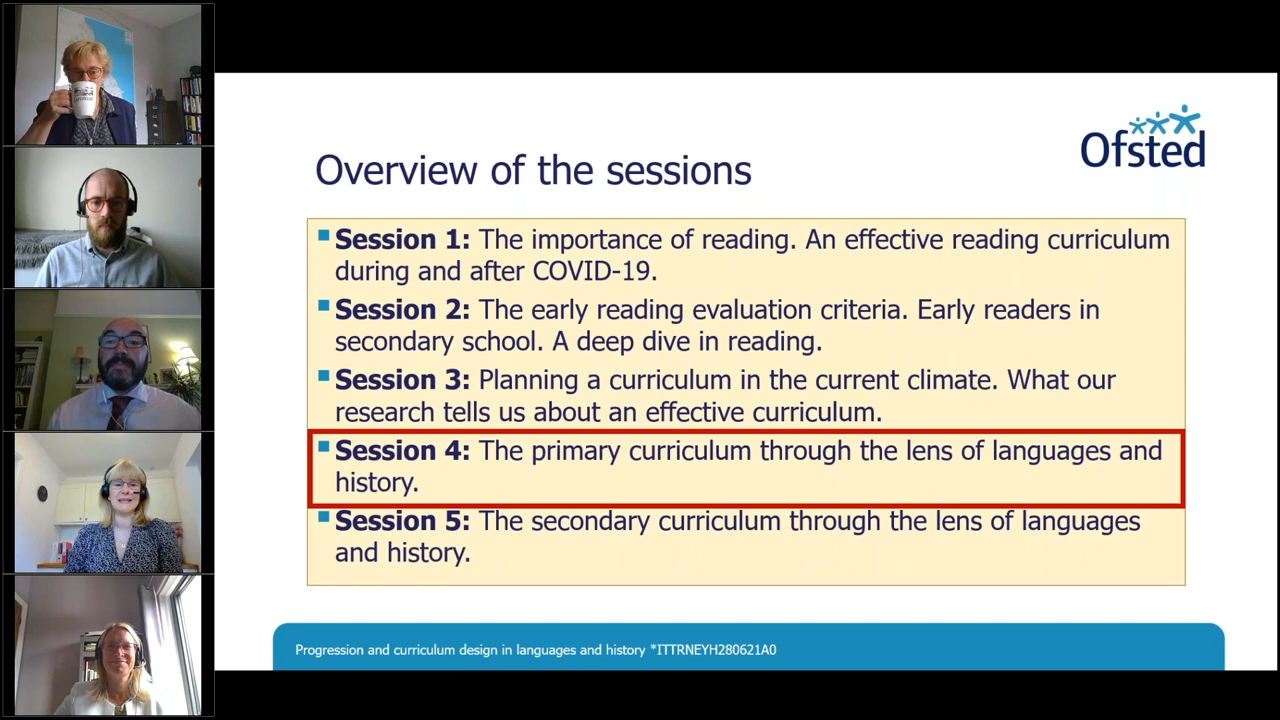 Ofsted
Overview of the sessions
Session 1: The importance of reading. An effective reading curriculum
during and after COVID-19.
Session 2: The early reading evaluation criteria. Early readers in
secondary school. A deep dive in reading.
Session 3: Planning a curriculum in the current climate. What our
research tells us about an effective curriculum.
Session 4: The primary curriculum through the lens of languages and
history.
Session 5: The secondary curriculum through the lens of languages
and history.
Progression and curriculum design in languages and history *ITTRNEYH280621A0